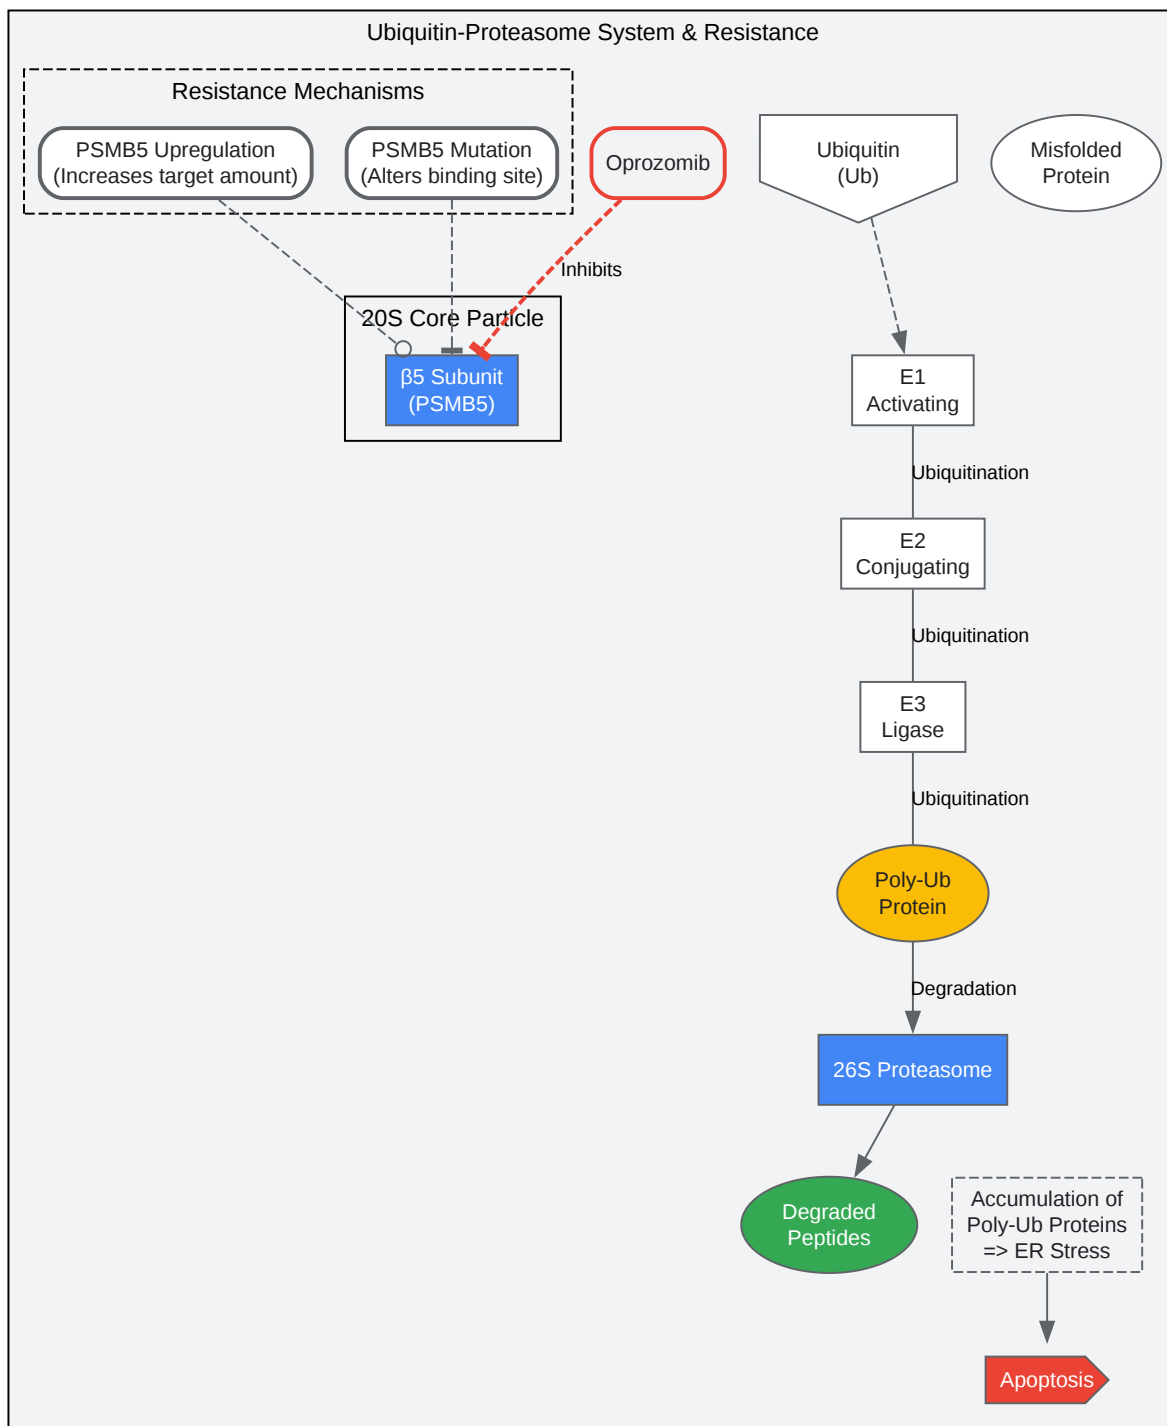 Ubiquitin-Proteasome System & Resistance
Resistance Mechanisms
PSMB5 Upregulation
(Increases target amount)
PSMB5 Mutation
(Alters binding site)
Oprozomib
Ubiquitin
(Ub)
Misfolded
Protein
Inhibits
20S Core Particle
β5 Subunit
(PSMB5)
E1
Activating
Ubiquitination
E2
Conjugating
Ubiquitination
E3
Ligase
Ubiquitination
Poly-Ub
Protein
Degradation
26S Proteasome
Degraded
Peptides
Accumulation of
Poly-Ub Proteins
=> ER Stress
Apoptosis